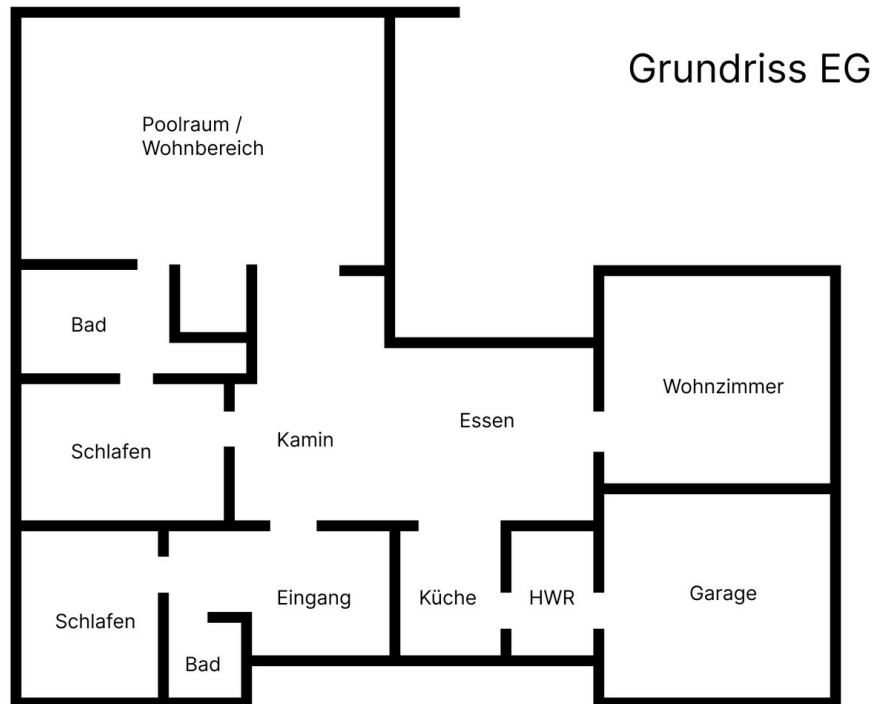 Grundriss EG
Poolraum /
Wohnbereich
Bad
Wohnzimmer
Essen
Kamin
Schlafen
Garage
Eingang
Küche
HWR
Schlafen
Bad